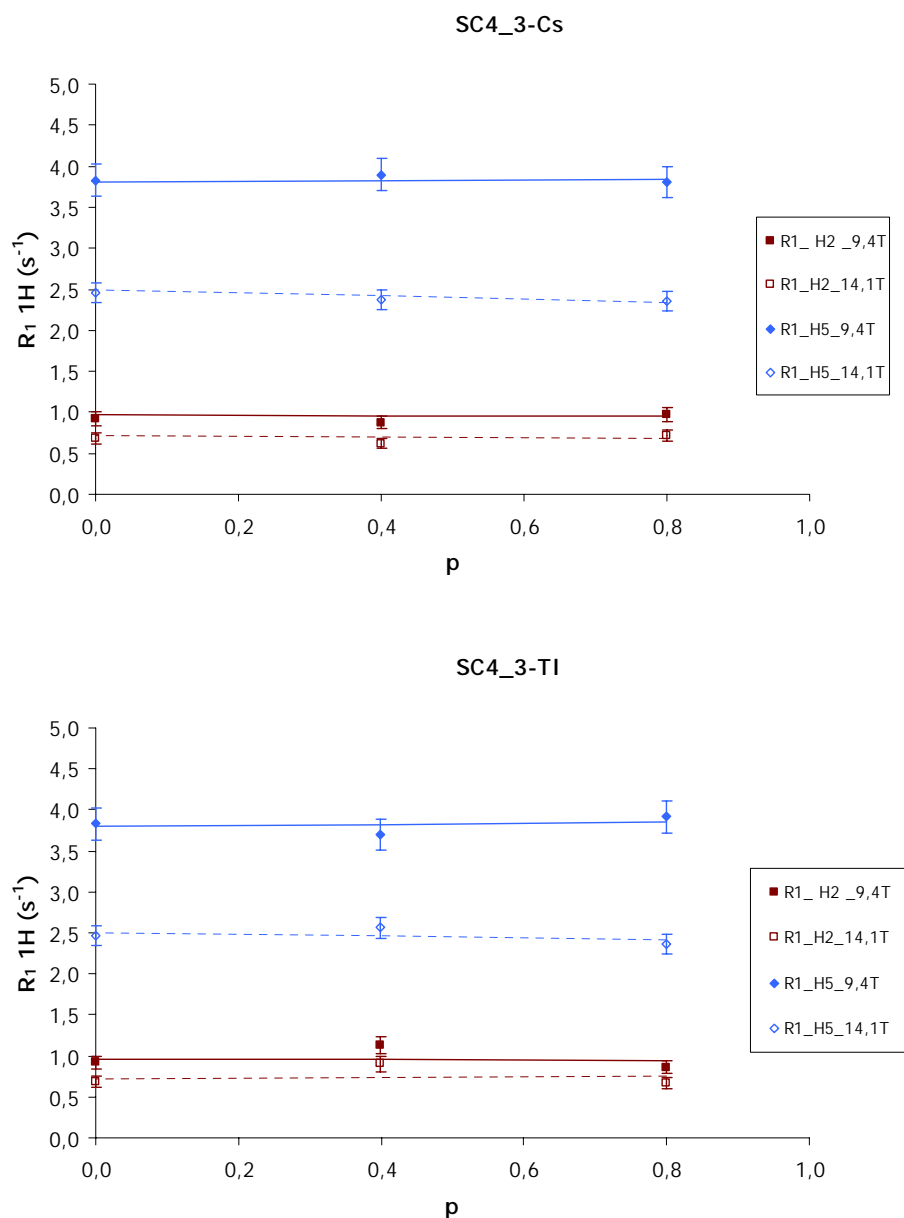 SC4_3-Cs
R₁ 1H (s⁻¹)
5,0
4,5
4,0
3,5
3,0
2,5
2,0
1,5
1,0
0,5
0,0
0,0 0,2 0,4 0,6 0,8 1,0
p
R1_ H2 _9,4T
R1_H2_14,1T
R1_H5_9,4T
R1_H5_14,1T
SC4_3-Tl
R₁ 1H (s⁻¹)
5,0
4,5
4,0
3,5
3,0
2,5
2,0
1,5
1,0
0,5
0,0
0,0 0,2 0,4 0,6 0,8 1,0
p
R1_ H2 _9,4T
R1_H2_14,1T
R1_H5_9,4T
R1_H5_14,1T